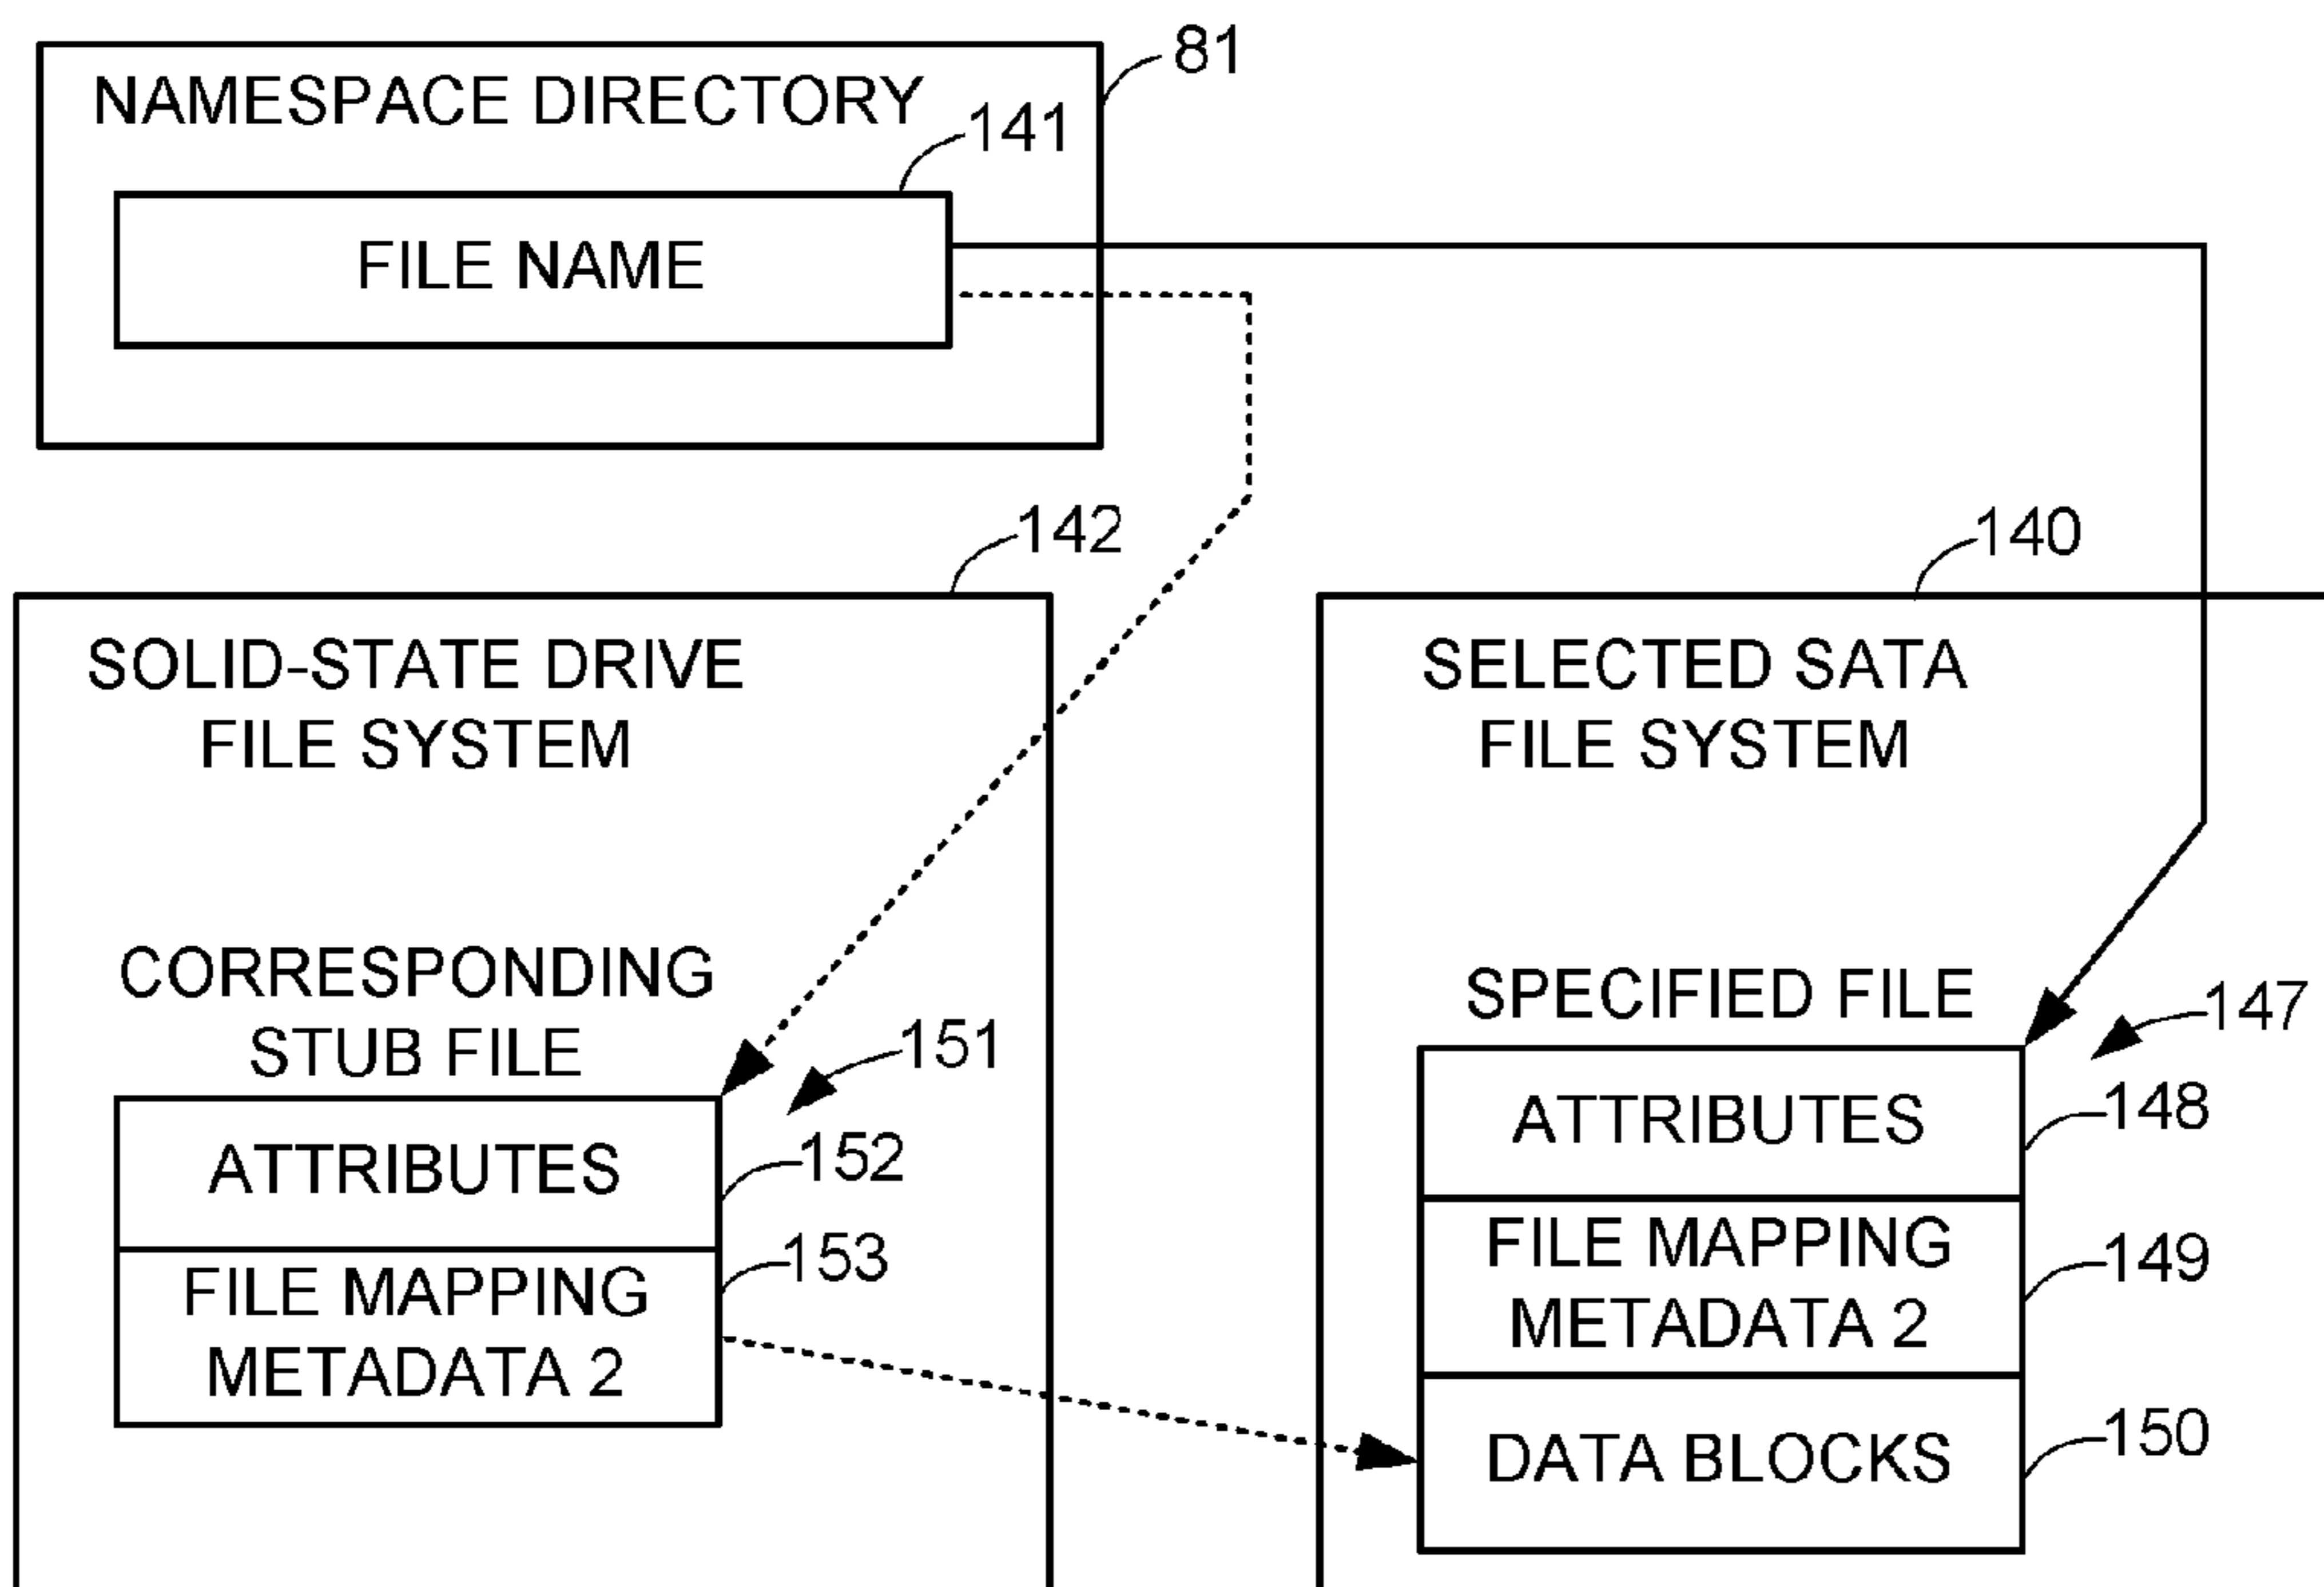 81
NAMESPACE DIRECTORY
141
FILE NAME
142
SOLID-STATE DRIVE
FILE SYSTEM
CORRESPONDING
STUB FILE
151
ATTRIBUTES
152
FILE MAPPING
METADATA 2
153
140
SELECTED SATA
FILE SYSTEM
SPECIFIED FILE
147
ATTRIBUTES
148
FILE MAPPING
METADATA 2
149
DATA BLOCKS
150